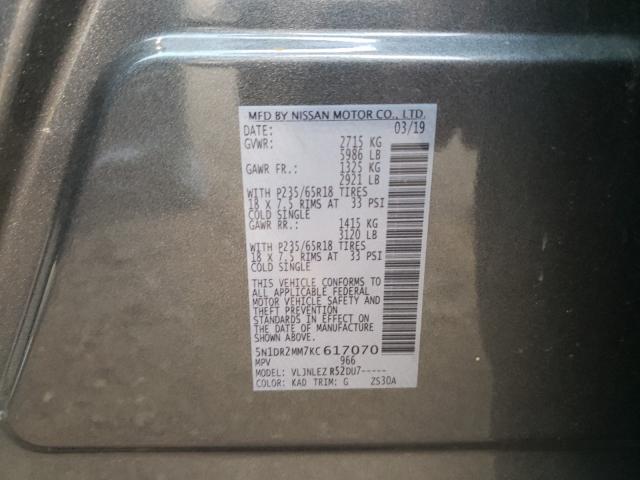 MFD BY NISSAN MOTOR CO., LTD.
DATE: 03/19
GVWR: 2715 KG
5986 LB
GAWR FR.: 1325 KG
2921 LB
WITH P235/65R18 TIRES
18 X 7.5 RIMS AT 33 PSI
COLD SINGLE
GAWR RR.: 1415 KG
3120 LB
WITH P235/65R18 TIRES
18 X 7.5 RIMS AT 33 PSI
COLD SINGLE
THIS VEHICLE CONFORMS TO
ALL APPLICABLE FEDERAL
MOTOR VEHICLE SAFETY AND
THEFT PREVENTION
STANDARDS IN EFFECT ON
THE DATE OF MANUFACTURE
SHOWN ABOVE.
5N1DR2MM7KC617070
MPV 966
MODEL: VLJNLEZ R52DU7-----
COLOR: KAD TRIM: G ZS30A